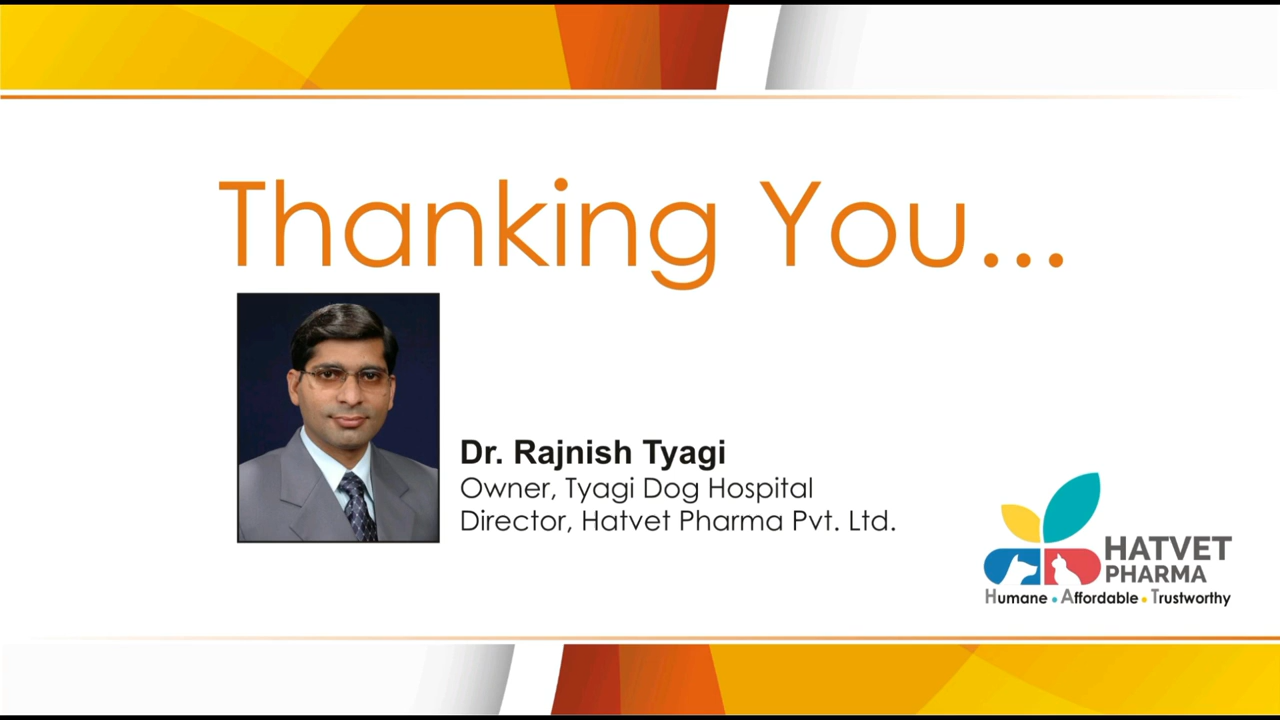 Thanking You...
Dr. Rajnish Tyagi
Owner, Tyagi Dog Hospital
Director, Hatvet Pharma Pvt. Ltd.
HATVET
PHARMA
Humane • Affordable • Trustworthy